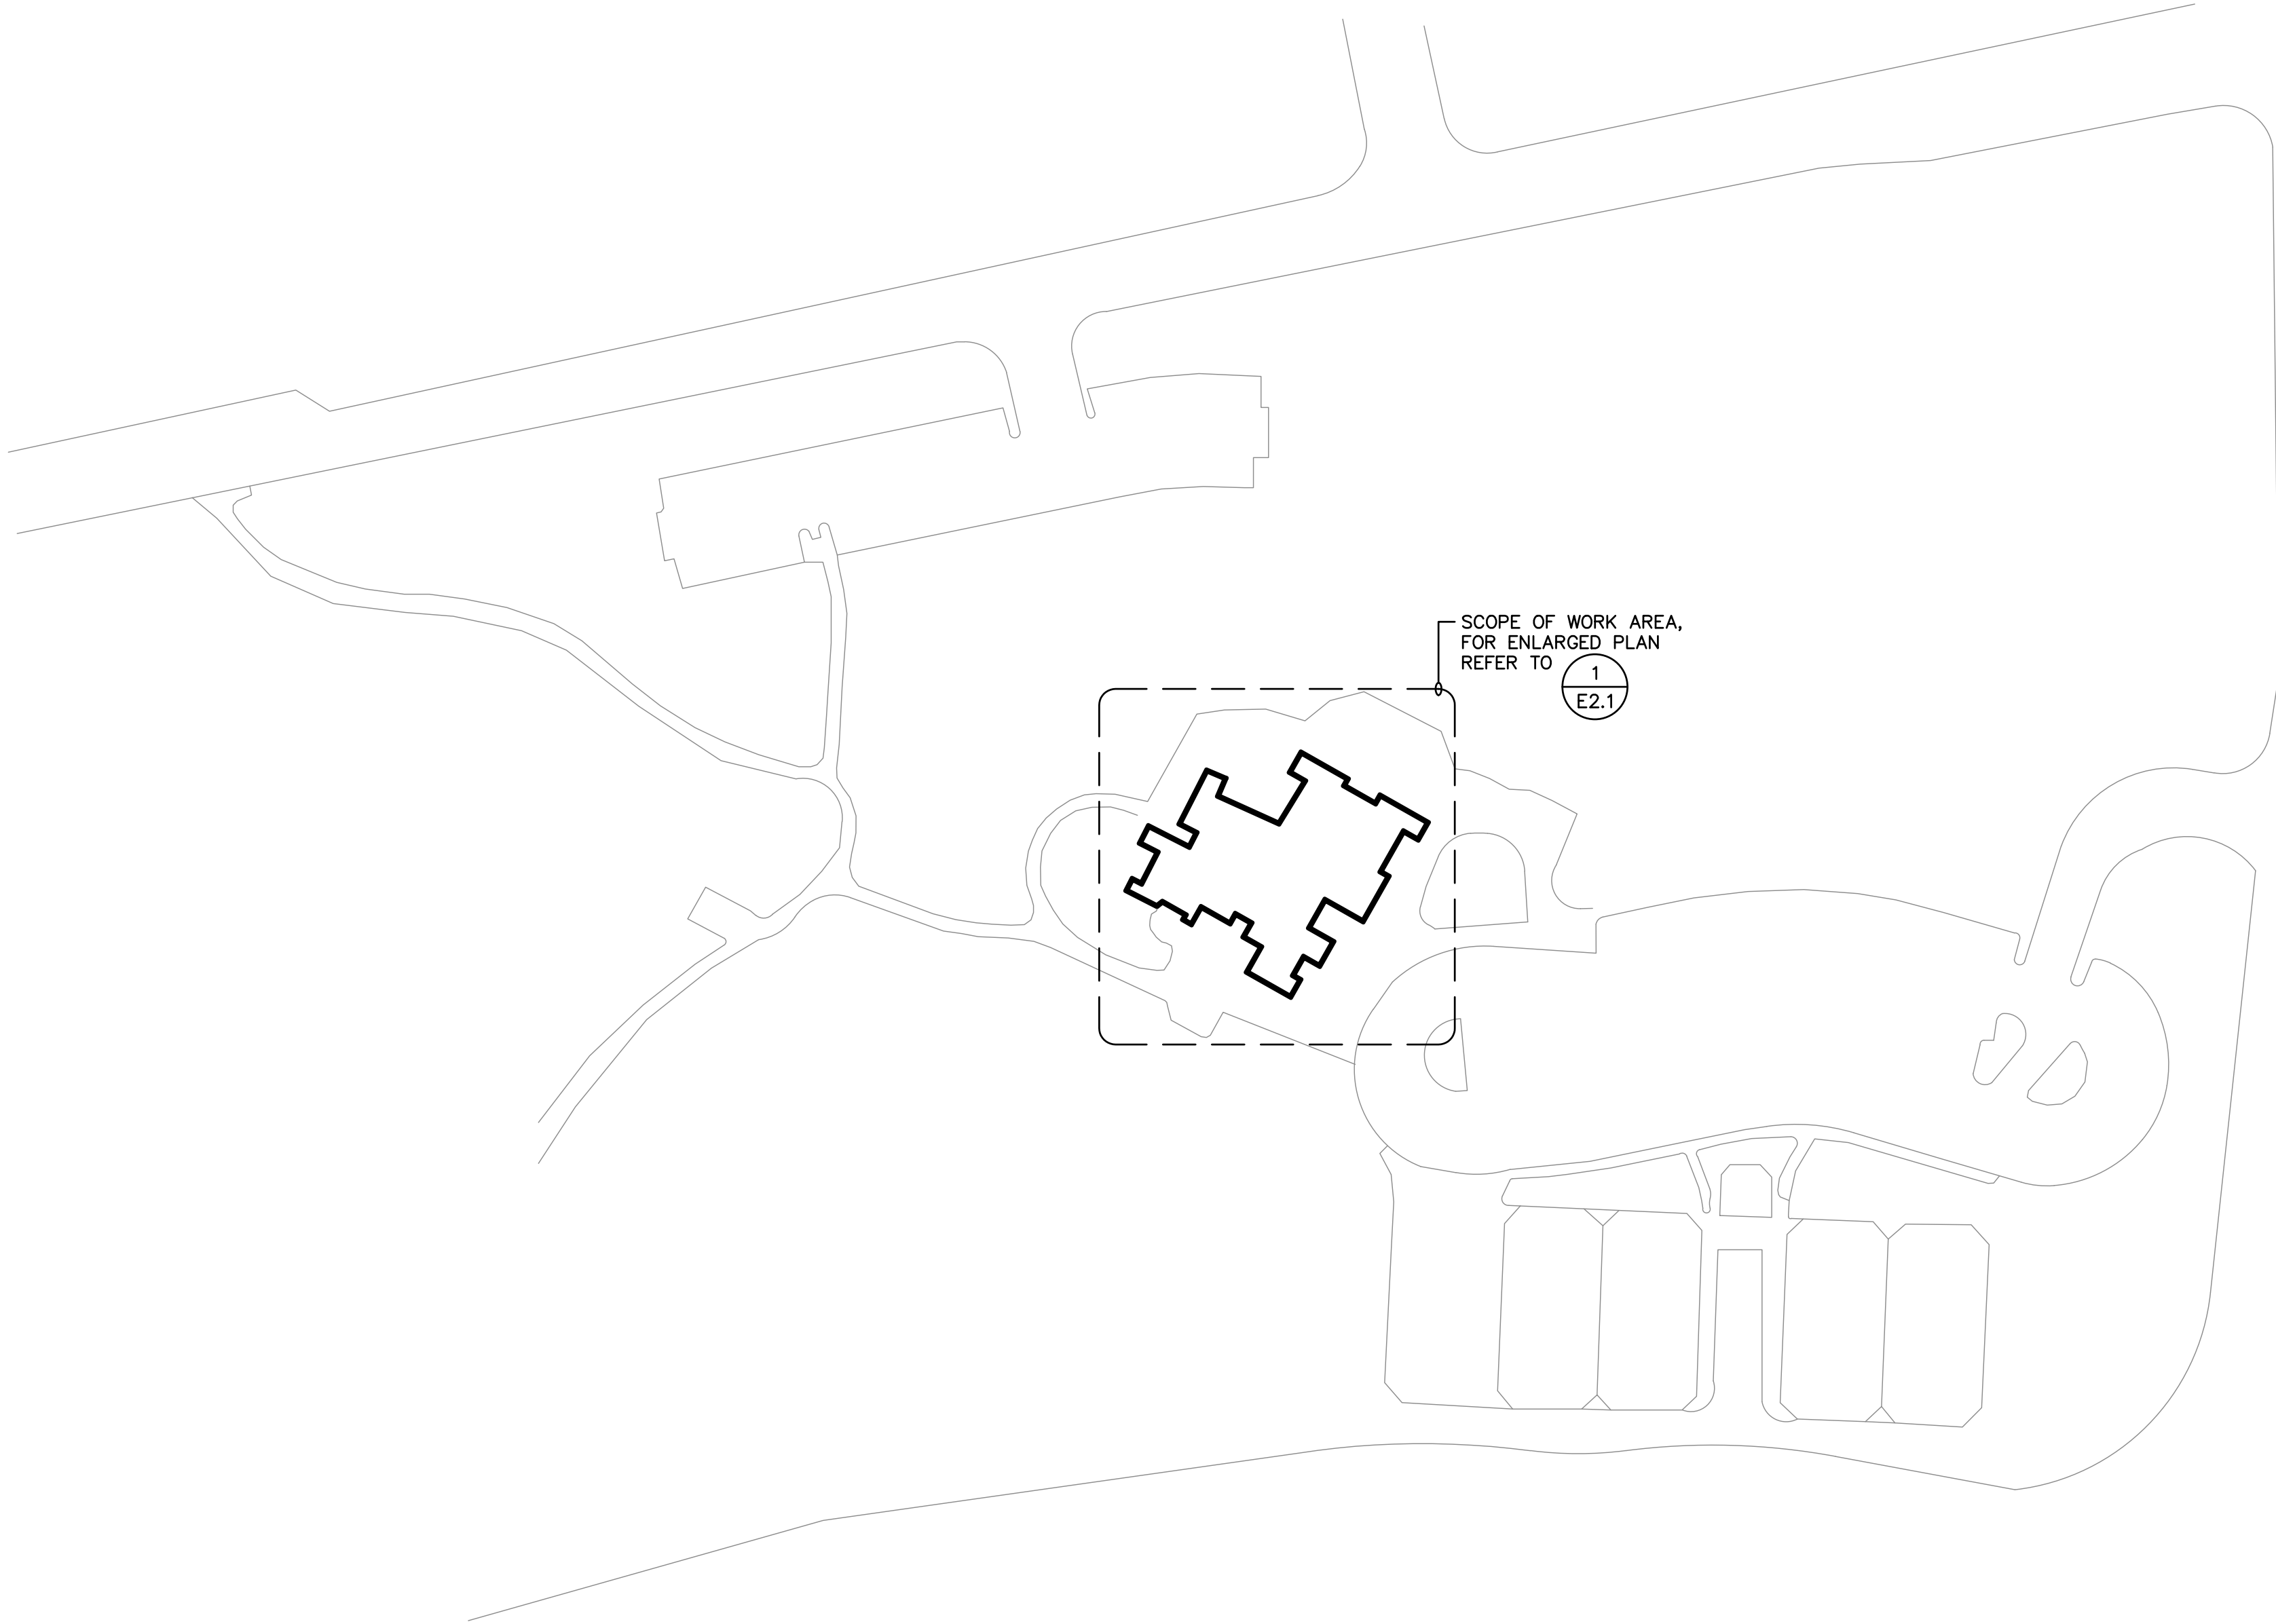 SCOPE OF WORK AREA,
FOR ENLARGED PLAN
REFER TO
1
E2.1